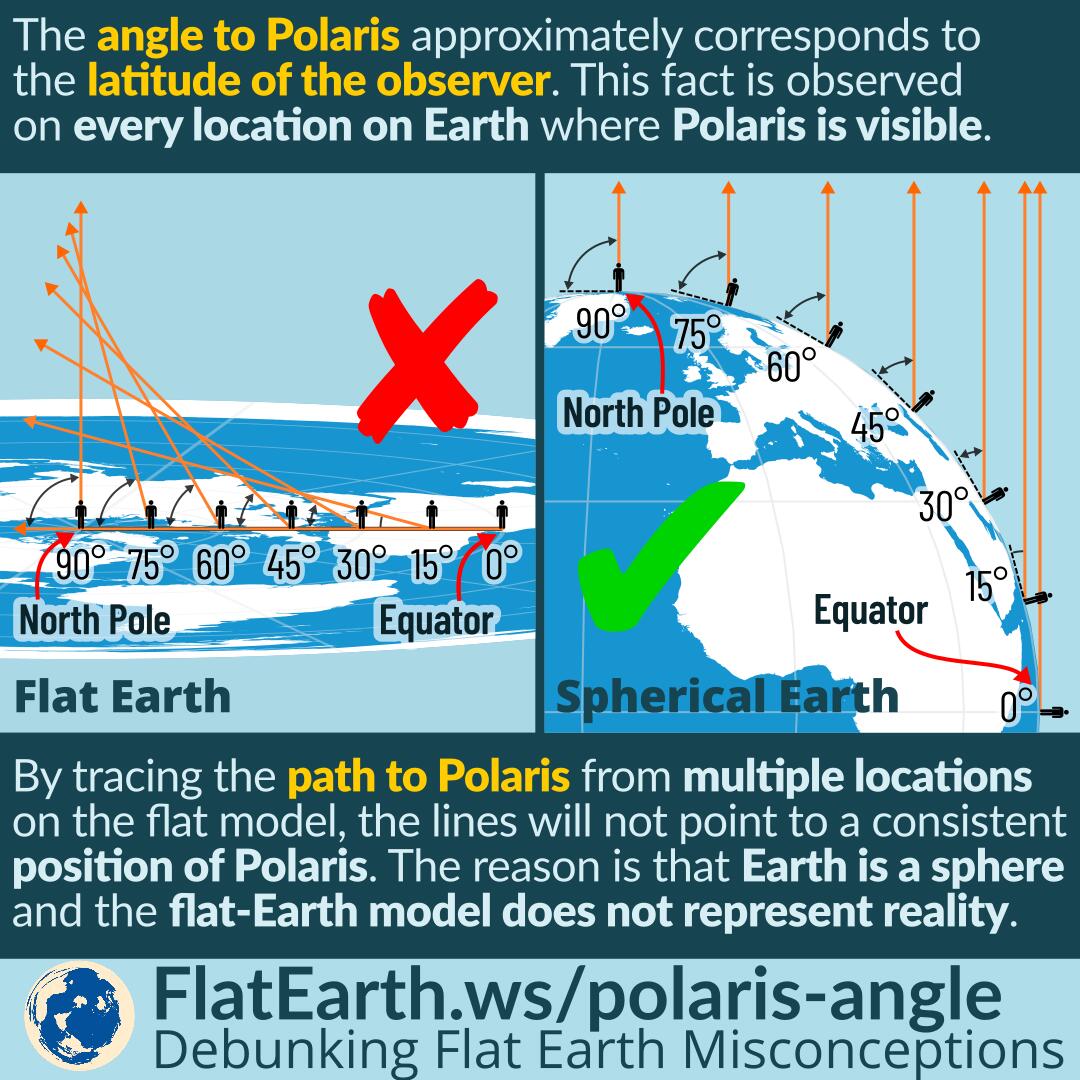 The angle to Polaris approximately corresponds to
the latitude of the observer. This fact is observed
on every location on Earth where Polaris is visible.
90° 75° 60° 45° 30° 15° 0°
North Pole
Equator
Flat Earth
90°
75°
60°
45°
30°
15°
0°
North Pole
Equator
Spherical Earth
By tracing the path to Polaris from multiple locations
on the flat model, the lines will not point to a consistent
position of Polaris. The reason is that Earth is a sphere
and the flat-Earth model does not represent reality.
FlatEarth.ws/polaris-angle
Debunking Flat Earth Misconceptions